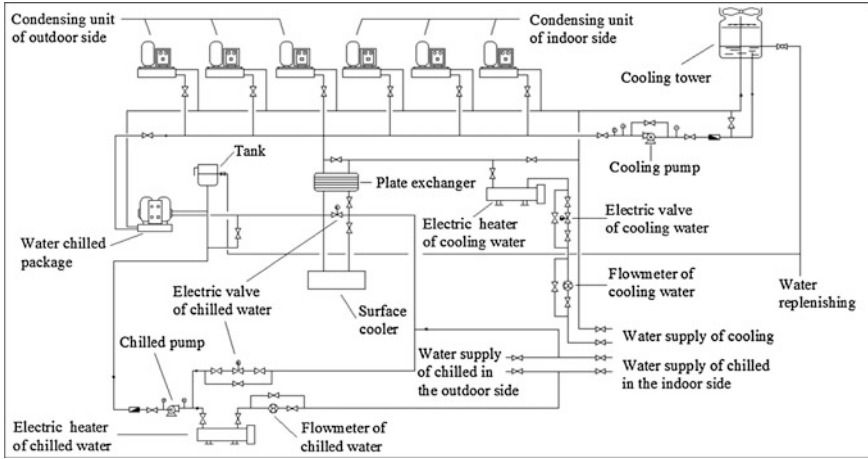 Condensing unit
of outdoor side
Condensing unit
of indoor side
Cooling tower
Cooling pump
Tank
Plate exchanger
Electric heater
of cooling water
Electric valve
of cooling water
Water chilled
package
Electric valve
of chilled water
Surface
cooler
Flowmeter of
cooling water
Water
replenishing
Chilled pump
Water supply of cooling
Water supply
of chilled in
the outdoor side
Water supply of chilled
in the indoor side
Electric heater
of chilled water
Flowmeter of
chilled water